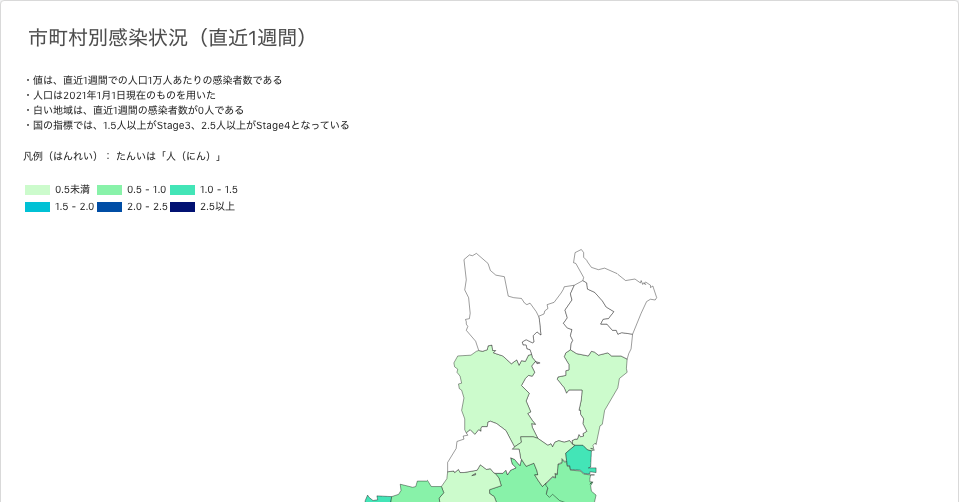 市町村別感染状況（直近1週間）
・値は、直近1週間での人口1万人あたりの感染者数である
・人口は2021年1月1日現在のものを用いた
・白い地域は、直近1週間の感染者数が0人である
・国の指標では、1.5人以上がStage3、2.5人以上がStage4となっている
凡例（はんれい）： たんいは「人（にん）」
0.5未満 0.5 - 1.0 1.0 - 1.5
1.5 - 2.0 2.0 - 2.5 2.5以上